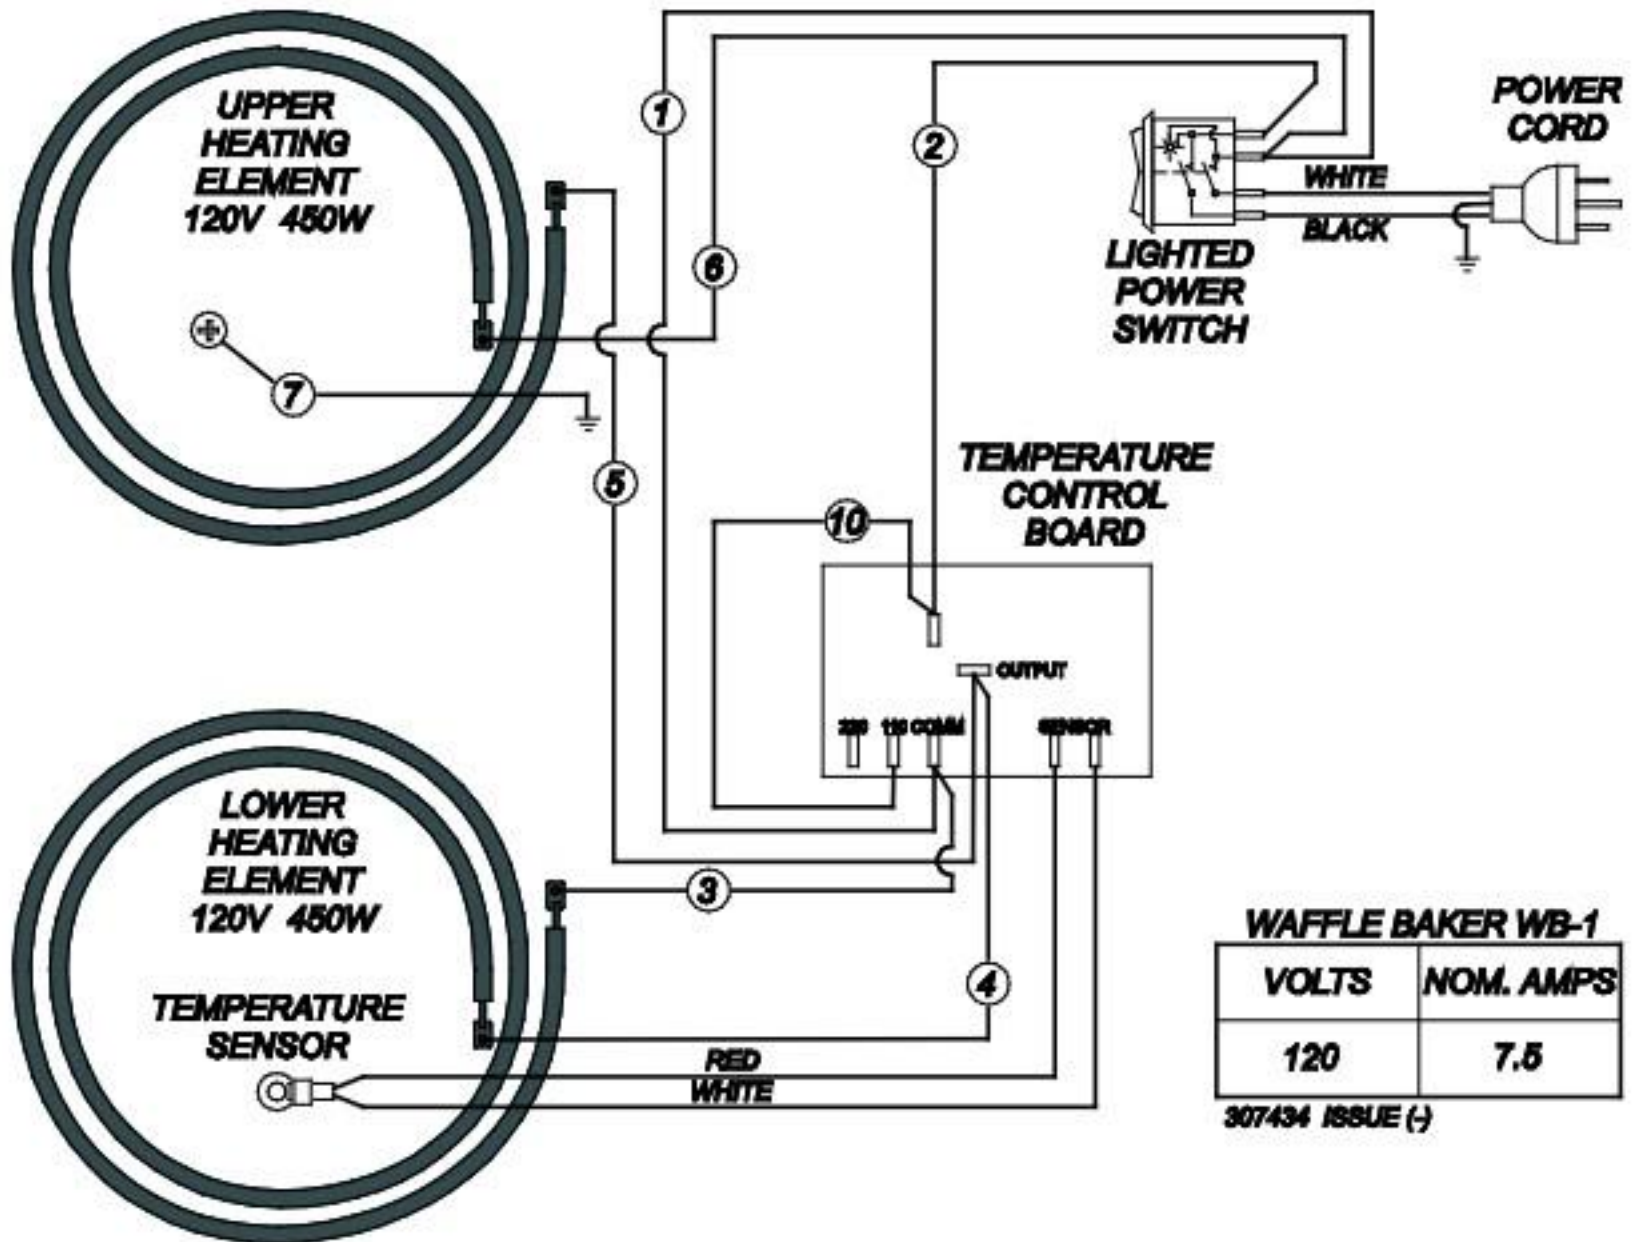 UPPER
HEATING
ELEMENT
120V 450W
1
2
POWER
CORD
WHITE
BLACK
LIGHTED
POWER
SWITCH
6
7
5
TEMPERATURE
CONTROL
BOARD
10
OUTPUT
220 110 COMM SENSOR
LOWER
HEATING
ELEMENT
120V 450W
3
4
TEMPERATURE
SENSOR
RED
WHITE
WAFFLE BAKER WB-1
VOLTS NOM. AMPS
120 7.5
307434 ISSUE (-)